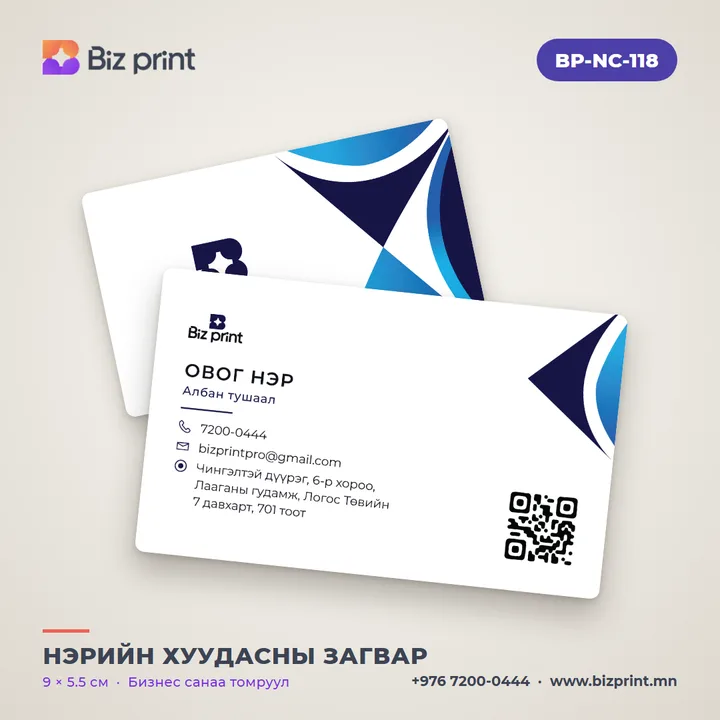 Biz print
BP-NC-118
Biz print
ОВОГ НЭР
Албан тушаал
7200-0444
bizprintpro@gmail.com
Чингэлтэй дүүрэг, 6-р хороо,
Лааганы гудамж, Логос Төвийн
7 давхарт, 701 тоот
НЭРИЙН ХУУДАСНЫ ЗАГВАР
9 × 5.5 см · Бизнес санаа томруул
+976 7200-0444 · www.bizprint.mn